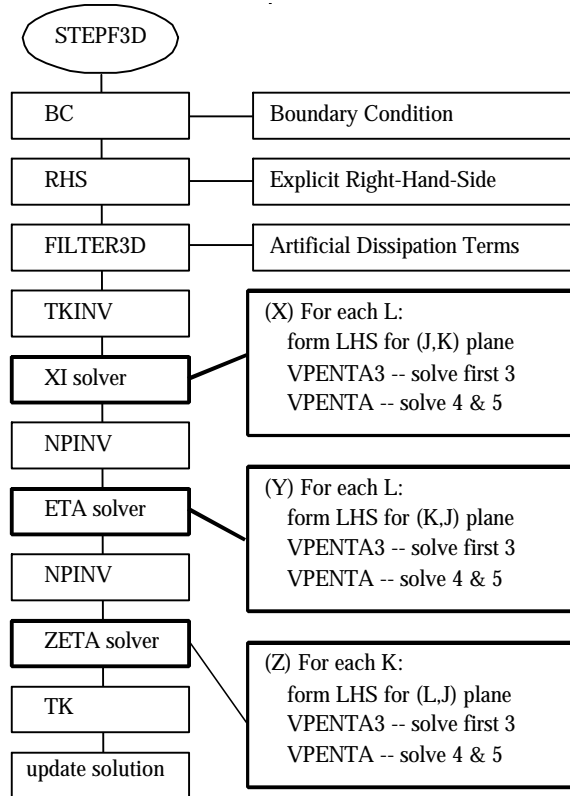 STEPF3D
BC
Boundary Condition
RHS
Explicit Right-Hand-Side
FILTER3D
Artificial Dissipation Terms
TKINV
(X) For each L:
form LHS for (J,K) plane
VPENTA3 -- solve first 3
VPENTA -- solve 4 & 5
XI solver
NPINV
ETA solver
(Y) For each L:
form LHS for (K,J) plane
VPENTA3 -- solve first 3
VPENTA -- solve 4 & 5
NPINV
ZETA solver
(Z) For each K:
form LHS for (L,J) plane
VPENTA3 -- solve first 3
VPENTA -- solve 4 & 5
TK
update solution